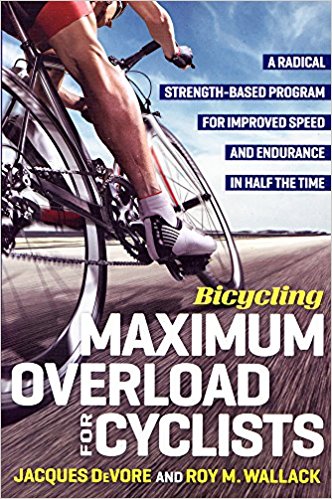 A RADICAL
STRENGTH-BASED PROGRAM
FOR IMPROVED SPEED
AND ENDURANCE
IN HALF THE TIME
Bicycling
MAXIMUM
OVERLOAD
FOR CYCLISTS
JACQUES DeVORE AND ROY M. WALLACK